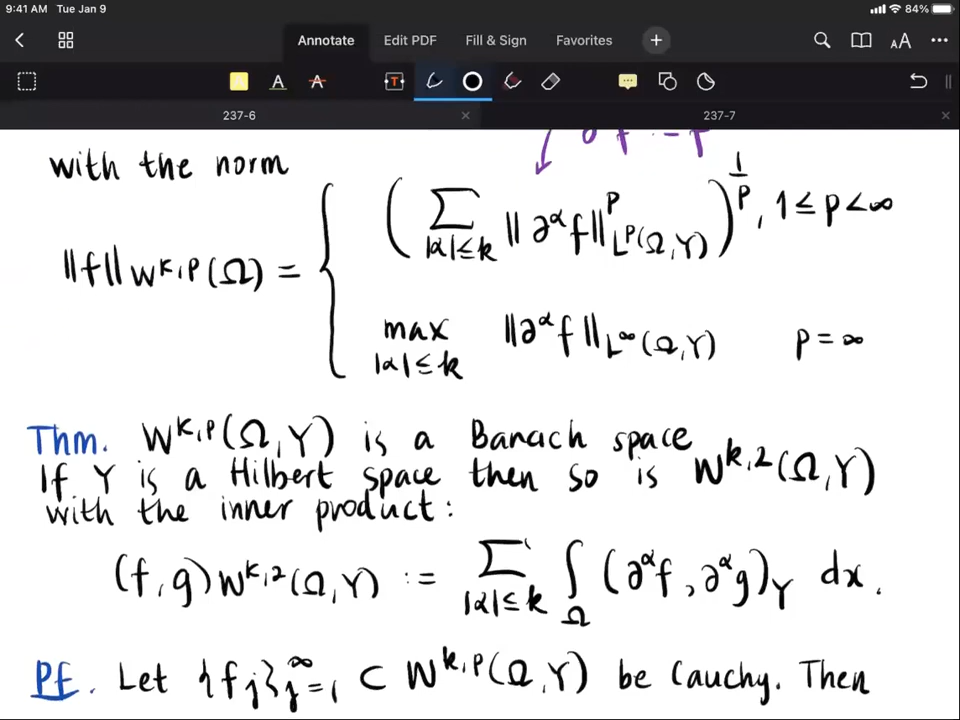 9:41 AM Tue Jan 9 84%
Annotate Edit PDF Fill & Sign Favorites
237-6 237-7
with the norm
‖f‖W^{k,p}(Ω) = { ( Σ_{|α|≤k} ‖∂^α f‖^p_{L^p(Ω,Y)} )^{1/p}, 1 ≤ p < ∞
max_{|α|≤k} ‖∂^α f‖_{L^∞(Ω,Y)} p = ∞
Thm. W^{k,p}(Ω,Y) is a Banach space
If Y is a Hilbert space then so is W^{k,2}(Ω,Y)
with the inner product:
(f,g)W^{k,2}(Ω,Y) := Σ_{|α|≤k} ∫_Ω (∂^α f, ∂^α g)_Y dx.
Pf. Let {f_j}_{j=1}^∞ ⊂ W^{k,p}(Ω,Y) be Cauchy. Then